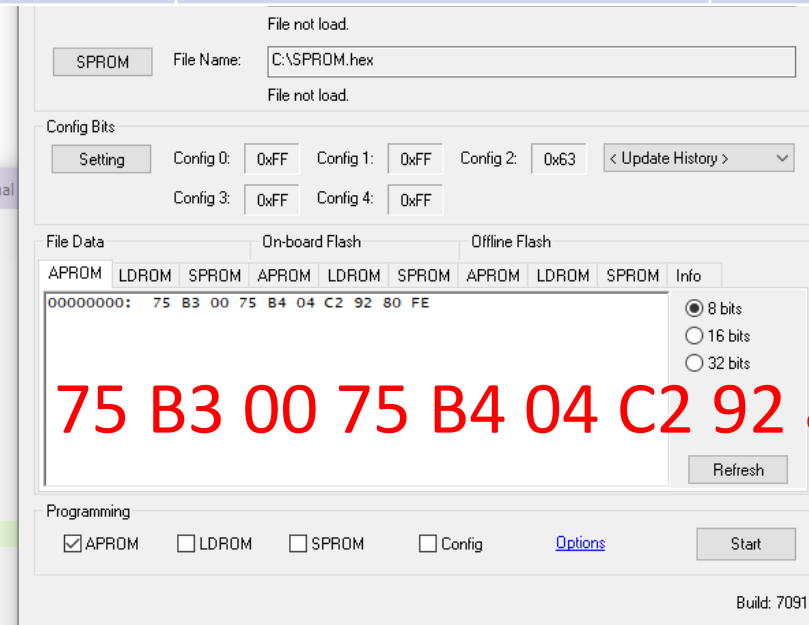 File not load.
SPROM File Name: C:\SPROM.hex
File not load.
Config Bits
Setting Config 0: 0xFF Config 1: 0xFF Config 2: 0x63 < Update History >
Config 3: 0xFF Config 4: 0xFF
File Data On-board Flash Offline Flash
APROM LDROM SPROM APROM LDROM SPROM APROM LDROM SPROM Info
00000000: 75 B3 00 75 B4 04 C2 92 80 FE
8 bits
16 bits
32 bits
75 B3 00 75 B4 04 C2 92
Refresh
Programming
APROM LDROM SPROM Config Options Start
Build: 7091